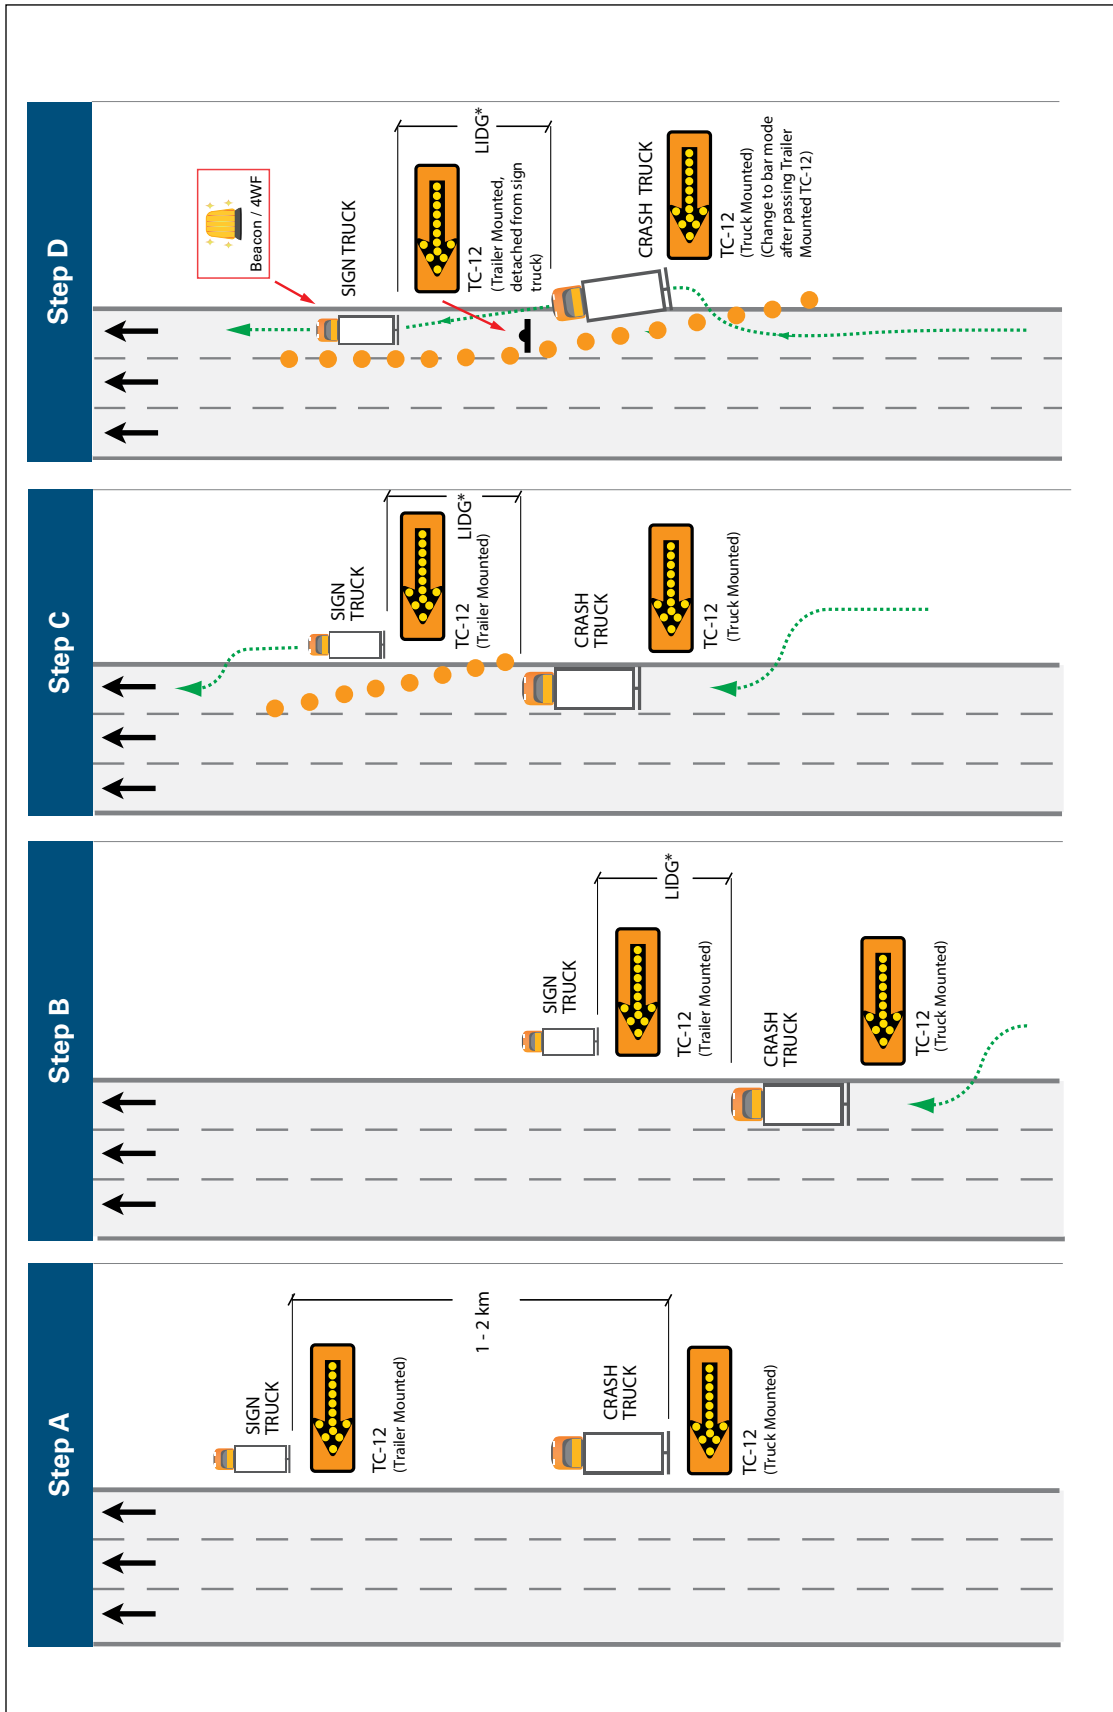 Step A
SIGN
TRUCK
TC-12
(Trailer Mounted)
1 - 2 km
CRASH
TRUCK
TC-12
(Truck Mounted)
Step B
SIGN
TRUCK
TC-12
(Trailer Mounted)
LIDG*
CRASH
TRUCK
TC-12
(Truck Mounted)
Step C
SIGN
TRUCK
TC-12
(Trailer Mounted)
LIDG*
CRASH
TRUCK
TC-12
(Truck Mounted)
Step D
Beacon / 4WF
SIGN TRUCK
TC-12
(Trailer Mounted,
detached from sign
truck)
LIDG*
CRASH TRUCK
TC-12
(Truck Mounted)
(Change to bar mode
after passing Trailer
Mounted TC-12)